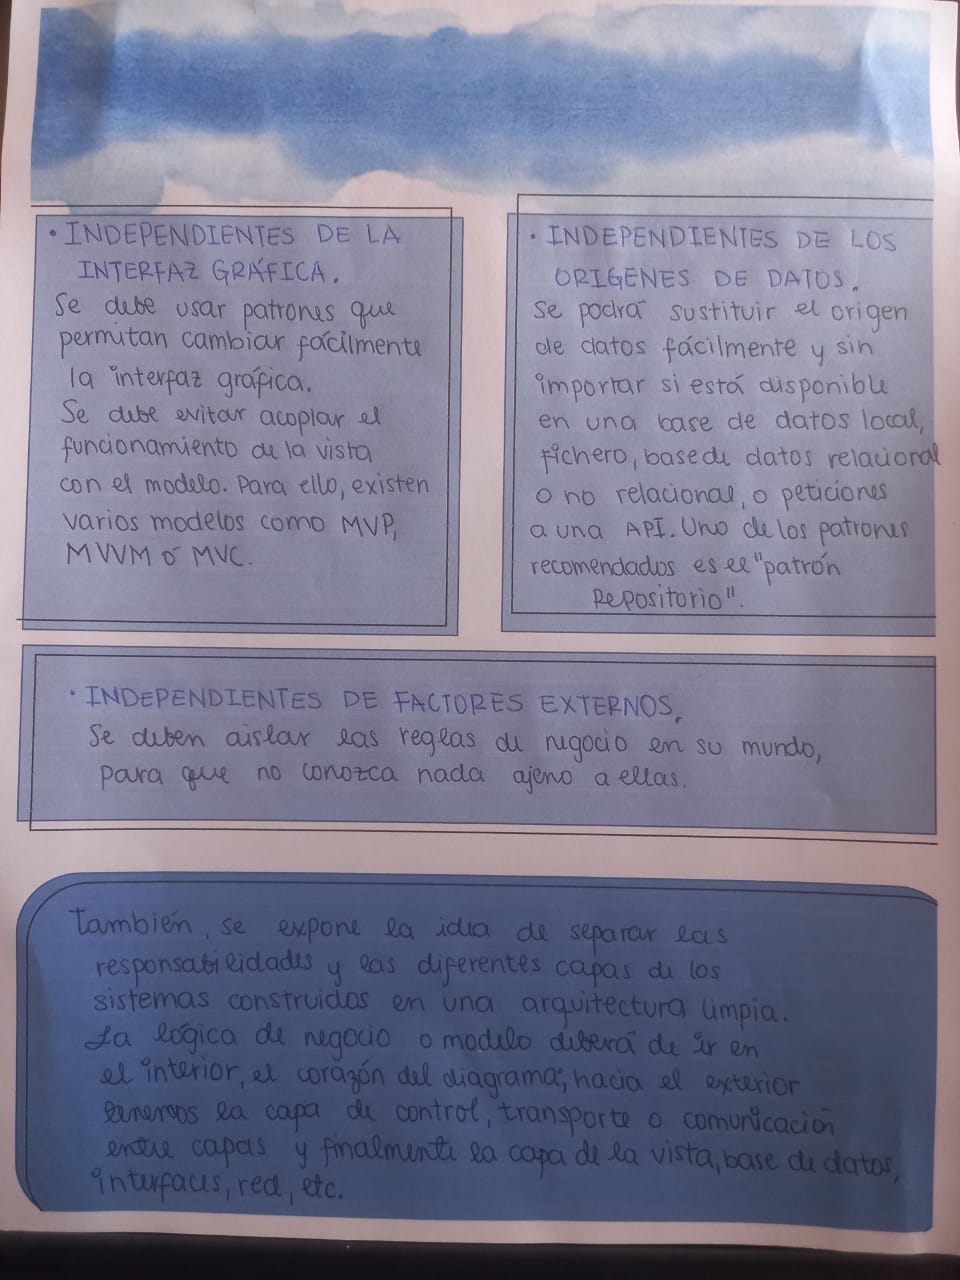 · INDEPENDIENTES DE LA
INTERFAZ GRÁFICA.
Se debe usar patrones que
permitan cambiar fácilmente
la interfaz gráfica.
Se debe evitar acoplar el
funcionamiento de la vista
con el modelo. Para ello, existen
varios modelos como MVP,
MVVM ó MVC.
· INDEPENDIENTES DE LOS
ORIGENES DE DATOS.
Se podrá sustituir el origen
de datos fácilmente y sin
importar si está disponible
en una base de datos local,
fichero, base de datos relacional
o no relacional, o peticiones
a una API. Uno de los patrones
recomendados es el "patrón
Repositorio".
· INDEPENDIENTES DE FACTORES EXTERNOS.
Se deben aislar las reglas de negocio en su mundo,
para que no conozca nada ajeno a ellas.
También, se expone la idea de separar las
responsabilidades y las diferentes capas de los
sistemas construidos en una arquitectura limpia.
La lógica de negocio o modelo deberá de ir en
el interior, el corazón del diagrama; hacia el exterior
tenemos la capa de control, transporte o comunicación
entre capas y finalmente la capa de la vista, base de datos,
interfaces, red, etc.